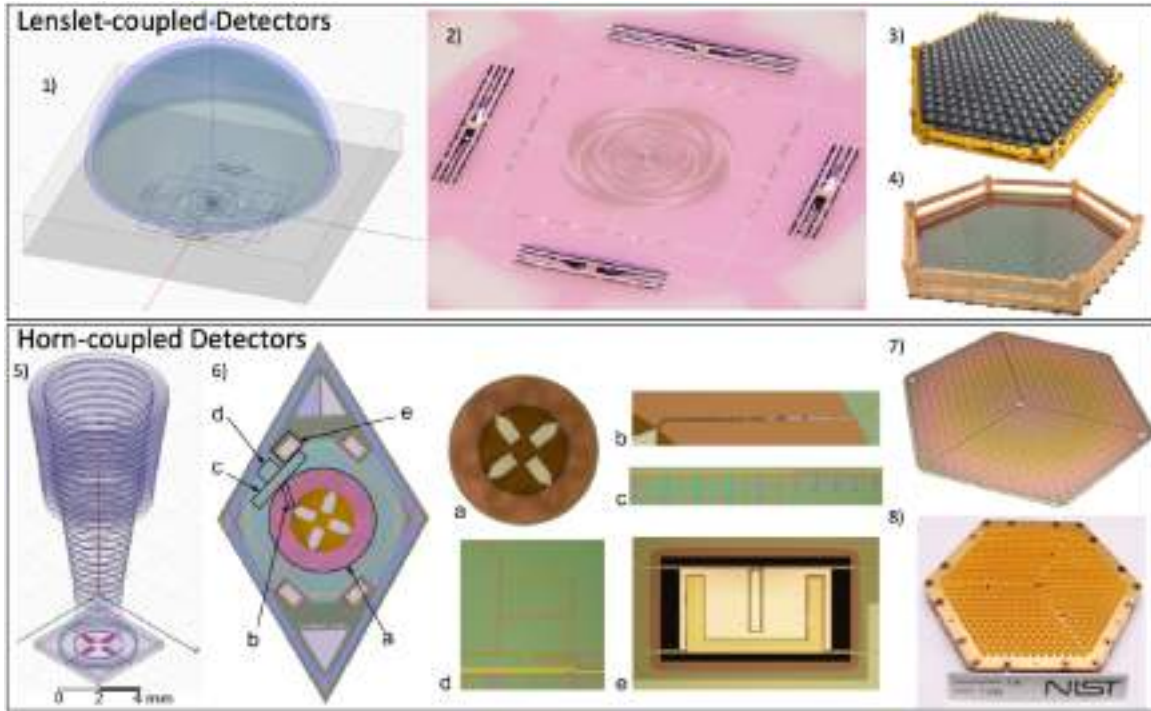 Lenslet-coupled Detectors
1)
2)
3)
4)
Horn-coupled Detectors
5)
6)
7)
d
e
c
b
a
a
b
c
d
e
8)
0 2 4 mm
NIST